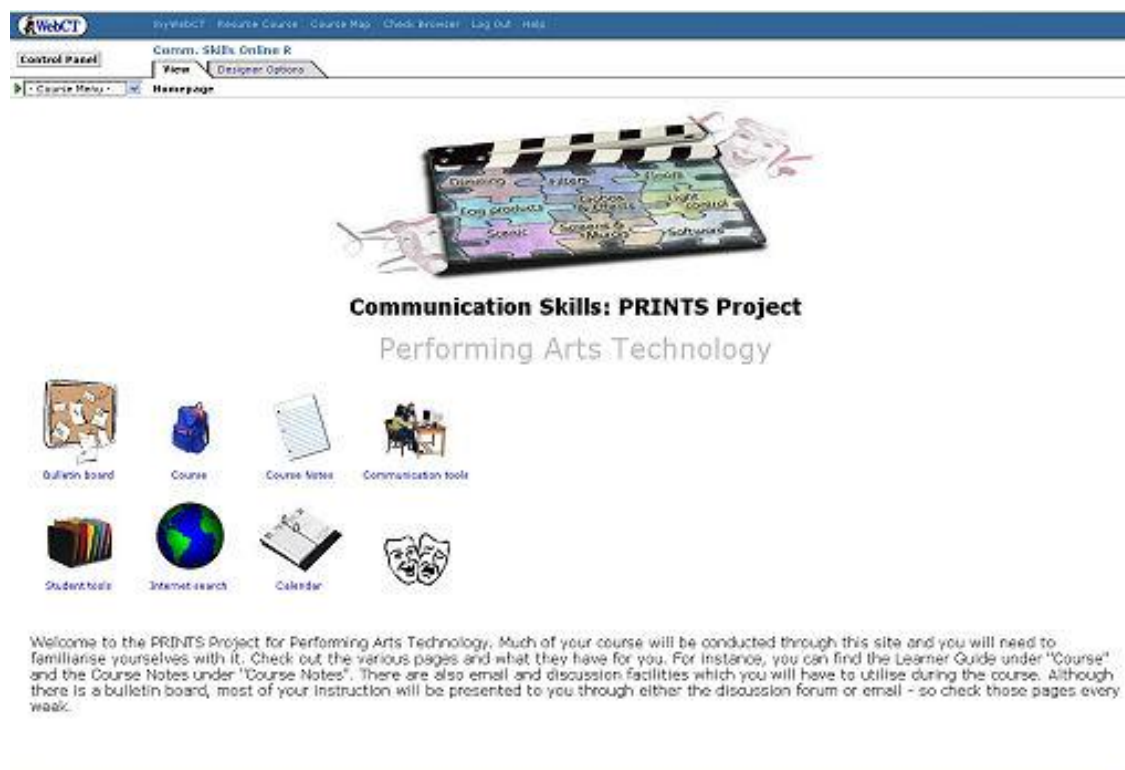 WebCT
myWebCT Resume Course Course Map Check Browser Log Out Help
Control Panel
Comm. Skills Online R
View Designer Options
- Course Menu -
Homepage
Dimming Filters Floors
Fog products Gobos & Effects Light control
Scenic Screens & Murals Software
Communication Skills: PRINTS Project
Performing Arts Technology
Bulletin board Course Course Notes Communication tools
Student tools Internet search Calendar
Welcome to the PRINTS Project for Performing Arts Technology. Much of your course will be conducted through this site and you will need to
familiarise yourselves with it. Check out the various pages and what they have for you. For instance, you can find the Learner Guide under "Course"
and the Course Notes under "Course Notes". There are also email and discussion facilities which you will have to utilise during the course. Although
there is a bulletin board, most of your instruction will be presented to you through either the discussion forum or email - so check those pages every
week.